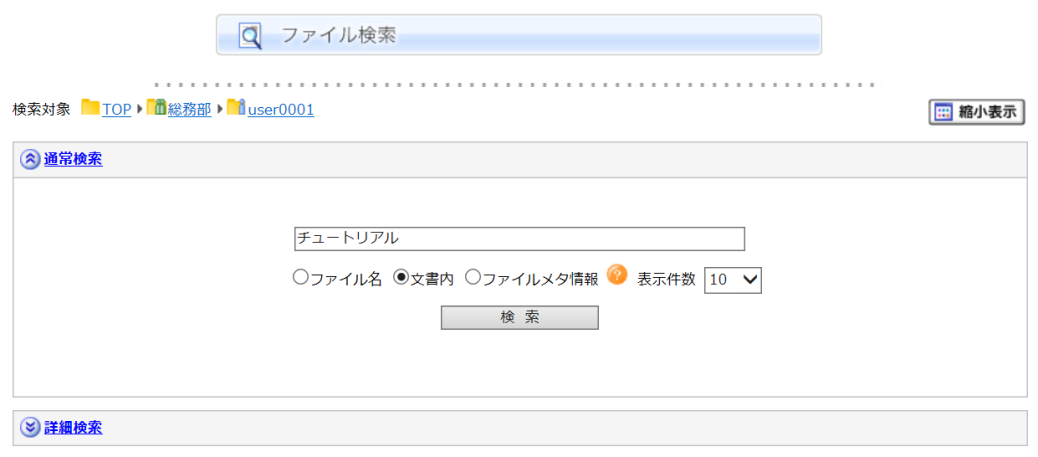 ファイル検索
検索対象 TOP 総務部 user0001
縮小表示
通常検索
チュートリアル
ファイル名 文書内 ファイルメタ情報 ? 表示件数 10
検 索
詳細検索